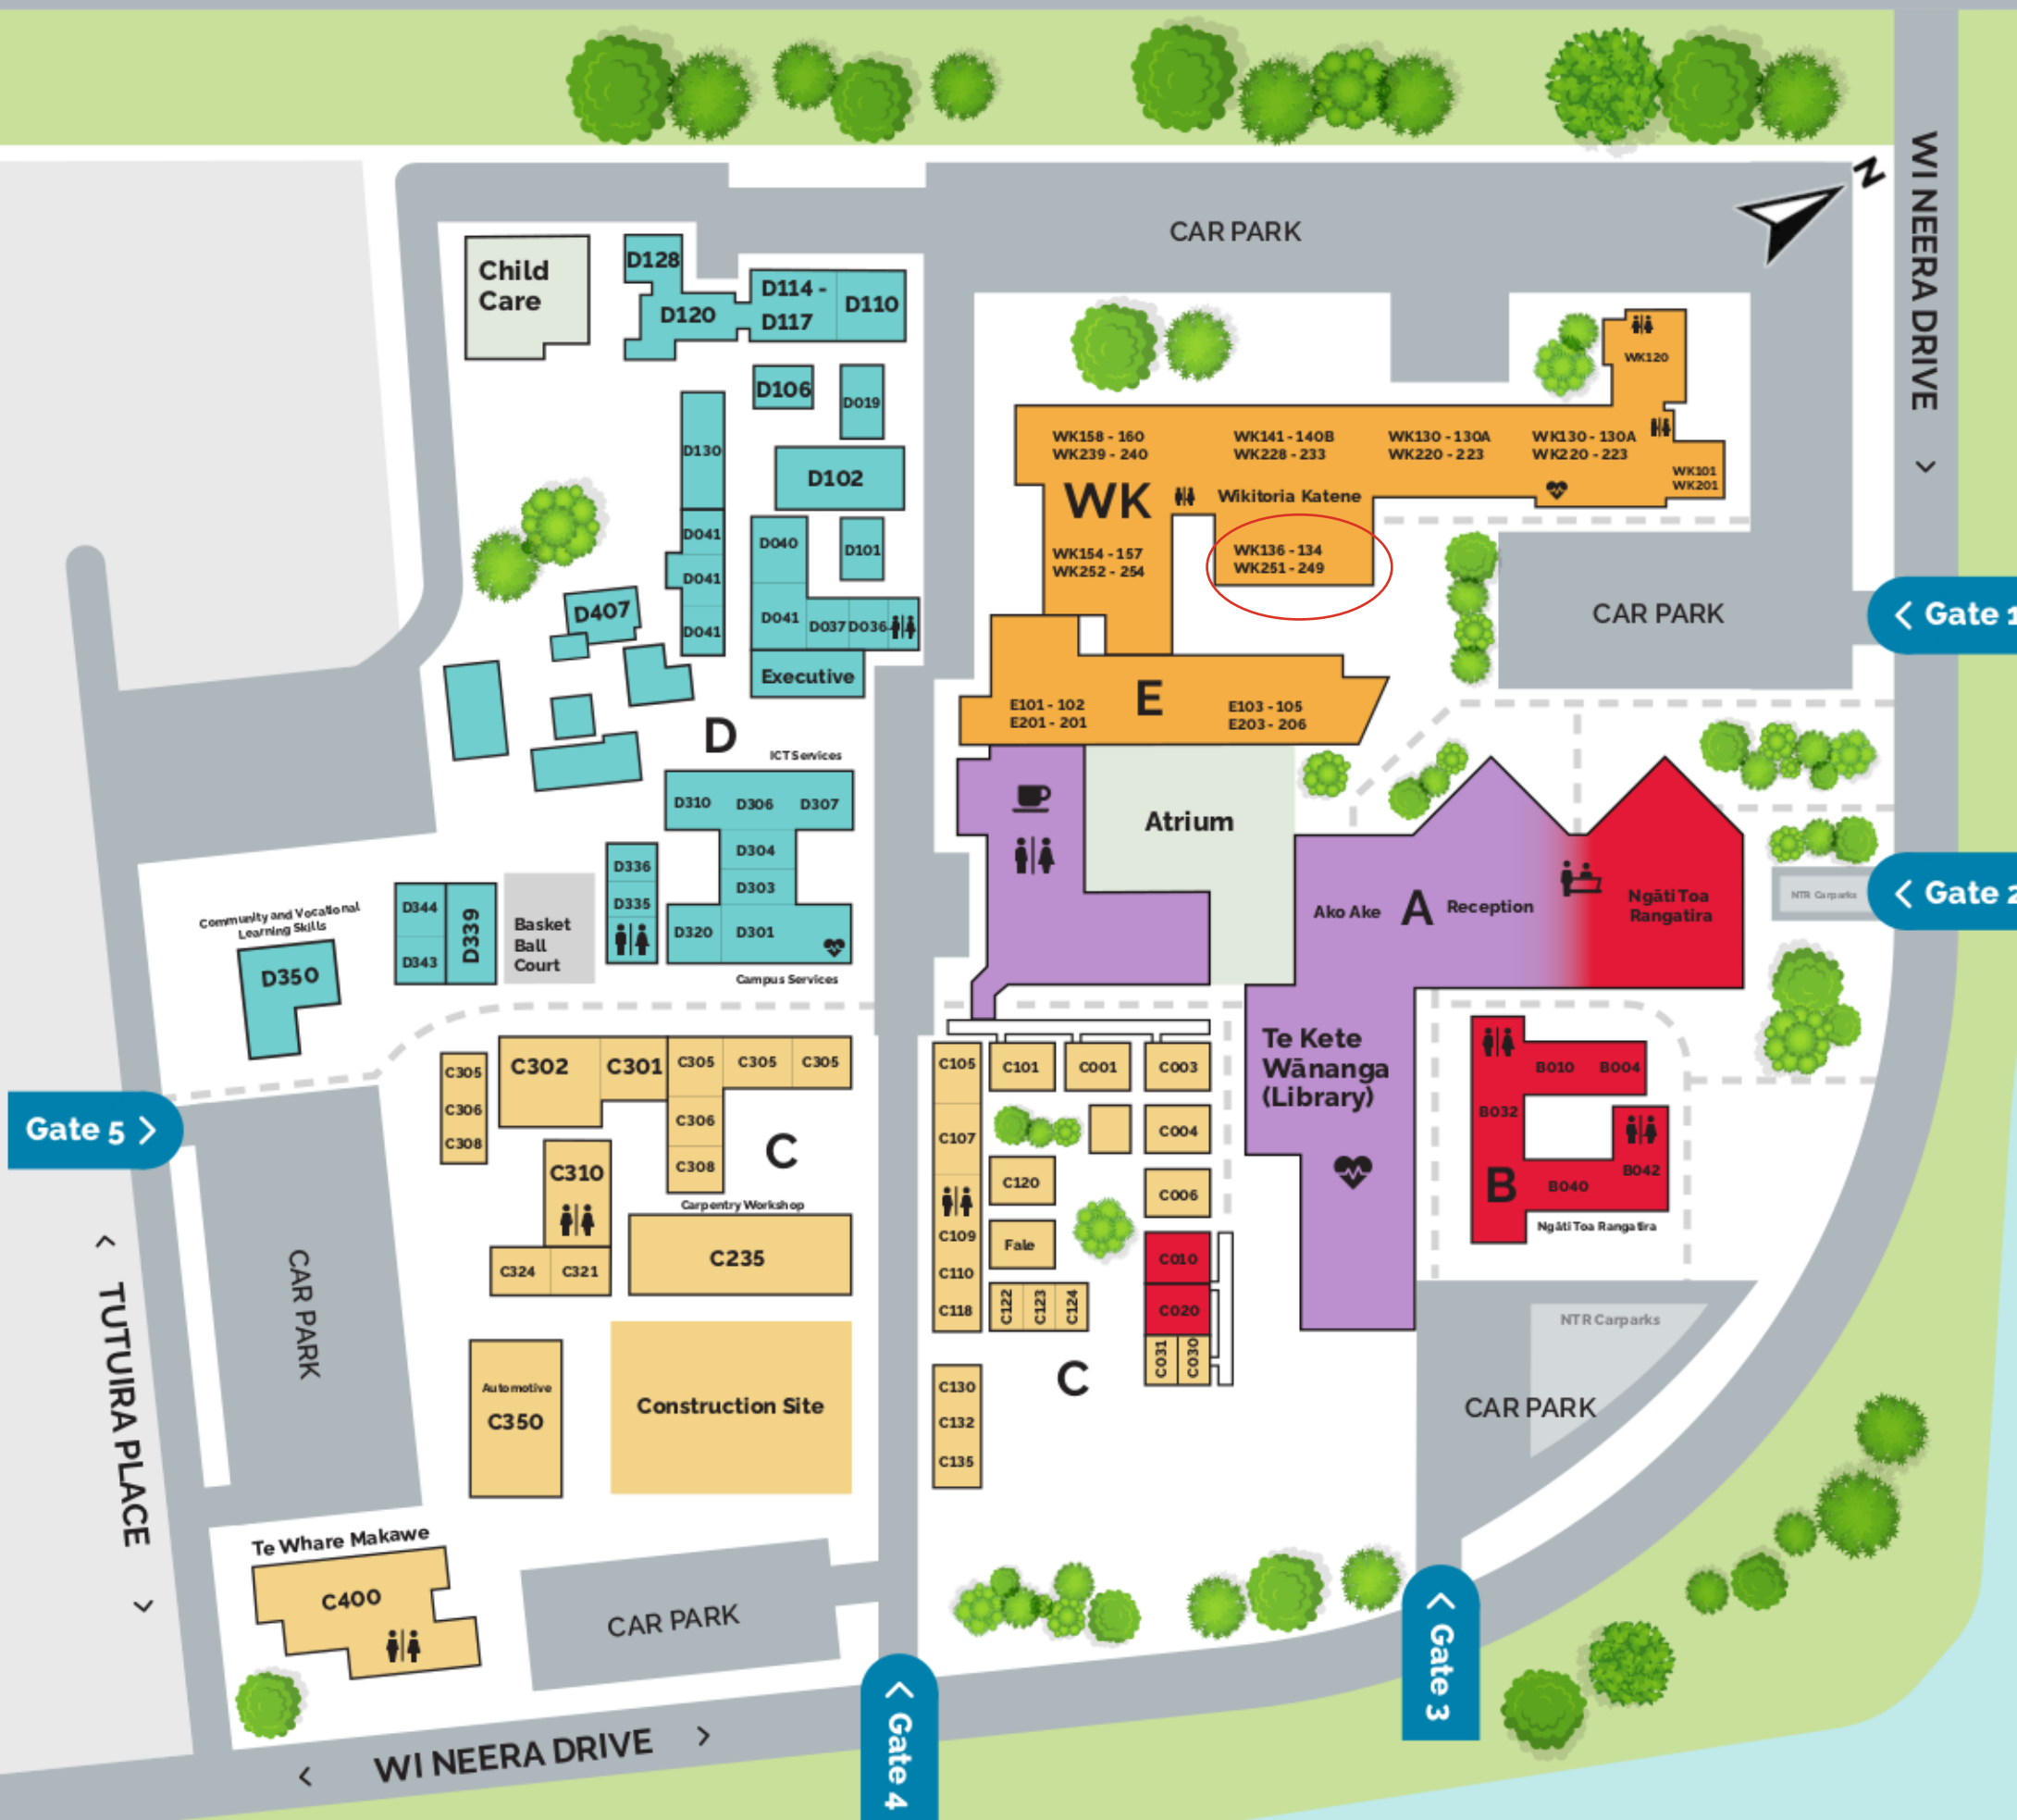 N
WI NEERA DRIVE
CAR PARK
Child
Care
D128
D120
D114 -
D117
D110
D106
D019
D130
D102
D041
D041
D041
D040
D101
D041
D037
D036
Executive
D407
D
WK120
WK158 - 160
WK239 - 240
WK141 - 140B
WK228 - 233
WK130 - 130A
WK220 - 223
WK130 - 130A
WK220 - 223
WK101
WK201
WK
Wikitoria Katene
WK154 - 157
WK252 - 254
WK136 - 134
WK251 - 249
CAR PARK
< Gate 1
E101 - 102
E201 - 201
E
E103 - 105
E203 - 206
ICT Services
D310
D306
D307
D304
D303
D320
D301
Campus Services
D336
D335
Basket
Ball
Court
D344
D343
D339
Community and Vocational
Learning Skills
D350
Atrium
Ako Ake
A
Reception
Ngāti Toa
Rangatira
NTR Carparks
< Gate 2
Te Kete
Wānanga
(Library)
B010
B004
B032
B042
B
B040
Ngāti Toa Rangatira
Gate 5 >
C305
C306
C308
C302
C301
C305
C305
C305
C306
C308
C
C310
Carpentry Workshop
C235
C324
C321
Automotive
C350
Construction Site
C105
C107
C109
C110
C118
C101
C001
C003
C004
C120
C006
Fale
C010
C020
C122
C123
C124
C031
C030
C
C130
C132
C135
CAR PARK
TUTUIRA PLACE
Te Whare Makawe
C400
CAR PARK
NTR Carparks
CAR PARK
< Gate 3
< Gate 4
WI NEERA DRIVE